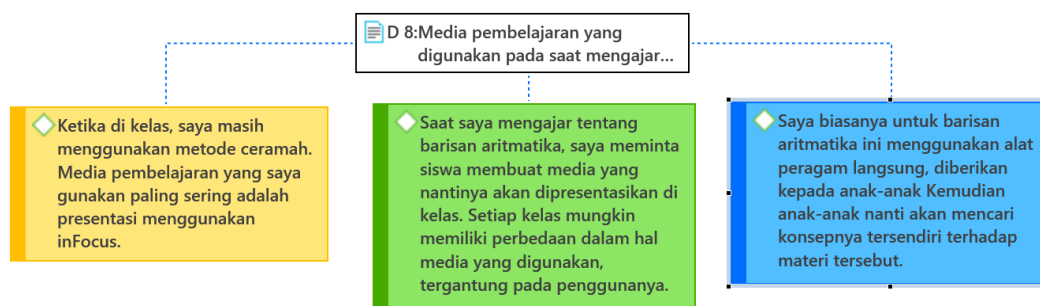 D 8:Media pembelajaran yang
digunakan pada saat mengajar...
Ketika di kelas, saya masih
menggunakan metode ceramah.
Media pembelajaran yang saya
gunakan paling sering adalah
presentasi menggunakan
inFocus.
Saat saya mengajar tentang
barisan aritmatika, saya meminta
siswa membuat media yang
nantinya akan dipresentasikan di
kelas. Setiap kelas mungkin
memiliki perbedaan dalam hal
media yang digunakan,
tergantung pada penggunanya.
Saya biasanya untuk barisan
aritmatika ini menggunakan alat
peragam langsung, diberikan
kepada anak-anak Kemudian
anak-anak nanti akan mencari
konsepnya tersendiri terhadap
materi tersebut.